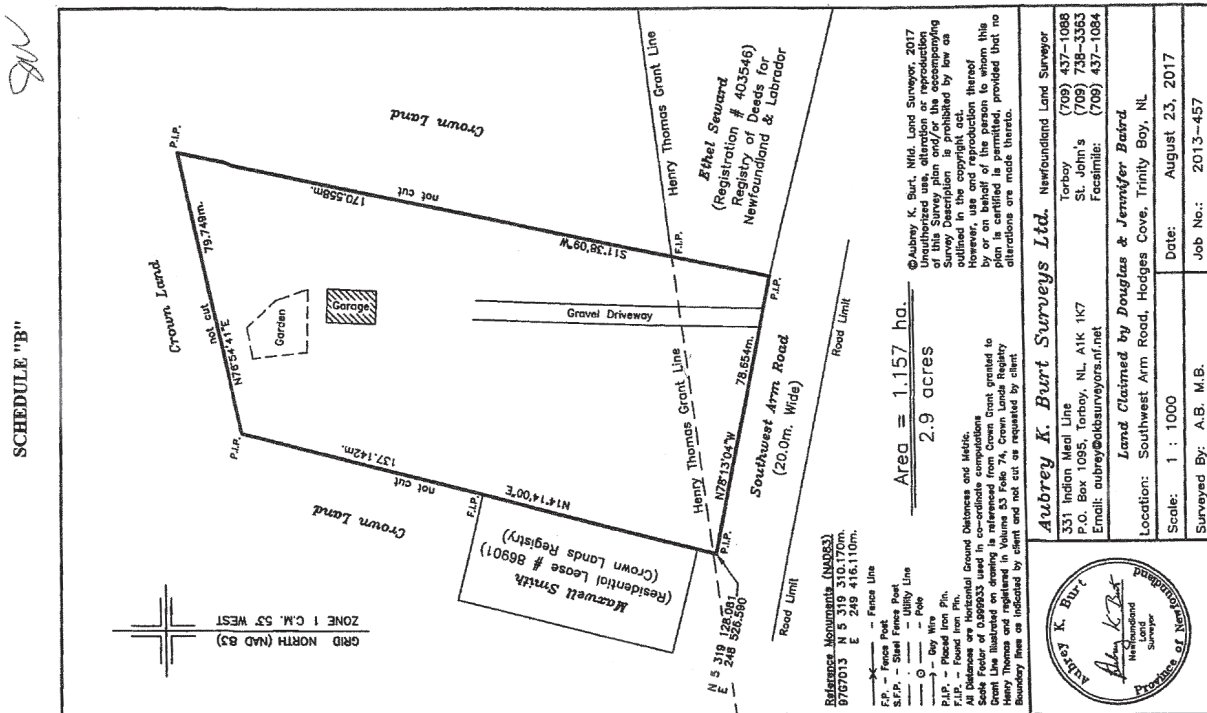 SCHEDULE "B"
GRID NORTH (NAD 83)
ZONE 1 C.M. 53° WEST
Crown Land
P.I.P.
N76°54'41"E
79.749m.
not cut
P.I.P.
Crown Land
170.558m.
not cut
S11°38'09"W
Garden
Garage
137.142m.
not cut
N14°14'00"E
Crown Land
F.I.P.
Maxwell Smith
(Residential Lease # 86901)
(Crown Lands Registry)
Gravel Driveway
Henry Thomas Grant Line
F.I.P.
Henry Thomas Grant Line
Ethel Seward
(Registration # 403546)
Registry of Deeds for
Newfoundland & Labrador
P.I.P.
N 5 319 128.081
E 248 526.590
P.I.P.
N78°13'04"W
78.654m.
Southwest Arm Road
(20.0m. Wide)
Road Limit
Road Limit
Reference Monuments (NAD83)
97G7013 N 5 319 310.170m.
E 249 416.110m.
- Fence Line
F.P. - Fence Post
S.F.P. - Steel Fence Post
- Utility Line
- Pole
- Guy Wire
P.I.P. - Placed Iron Pin.
F.I.P. - Found Iron Pin.
All Distances are Horizontal Ground Distances and Metric.
Scale Factor of 0.999933 used in co-ordinate computations
Grant Line illustrated on drawing is referenced from Crown Grant granted to
Henry Thomas and registered in Volume 53 Folio 74, Crown Lands Registry
Boundary lines as indicated by client and not cut as requested by client
Area = 1.157 ha.
2.9 acres
©Aubrey K. Burt, Nfld. Land Surveyor, 2017
Unauthorized use, alteration or reproduction
of this Survey plan and/or the accompanying
Survey Description is prohibited by low as
outlined in the copyright act.
However, use and reproduction thereof
by or on behalf of the person to whom this
plan is certified is permitted, provided that no
alterations are made thereto.
Aubrey K. Burt Surveys Ltd. Newfoundland Land Surveyor
331 Indian Meal Line Torbay (709) 437-1088
P.O. Box 1095, Torbay, NL, A1K 1K7 St. John's (709) 738-3363
Email: aubrey@akbsurveyors.nf.net Facsimile: (709) 437-1084
Land Claimed by Douglas & Jennifer Baird
Location: Southwest Arm Road, Hodges Cove, Trinity Bay, NL
Scale: 1 : 1000 Date: August 23, 2017
Surveyed By: A.B. M.B. Job No.: 2013-457
Aubrey K. Burt
Aubrey K Burt
Newfoundland
Land
Surveyor
Province of Newfoundland